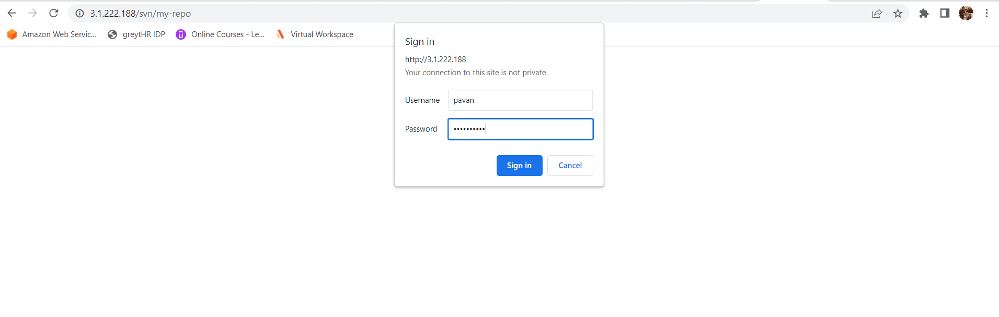 3.1.222.188/svn/my-repo
Amazon Web Servic... greytHR IDP Online Courses - Le... Virtual Workspace
Sign in
http://3.1.222.188
Your connection to this site is not private
Username pavan
Password ••••••••••
Sign in Cancel